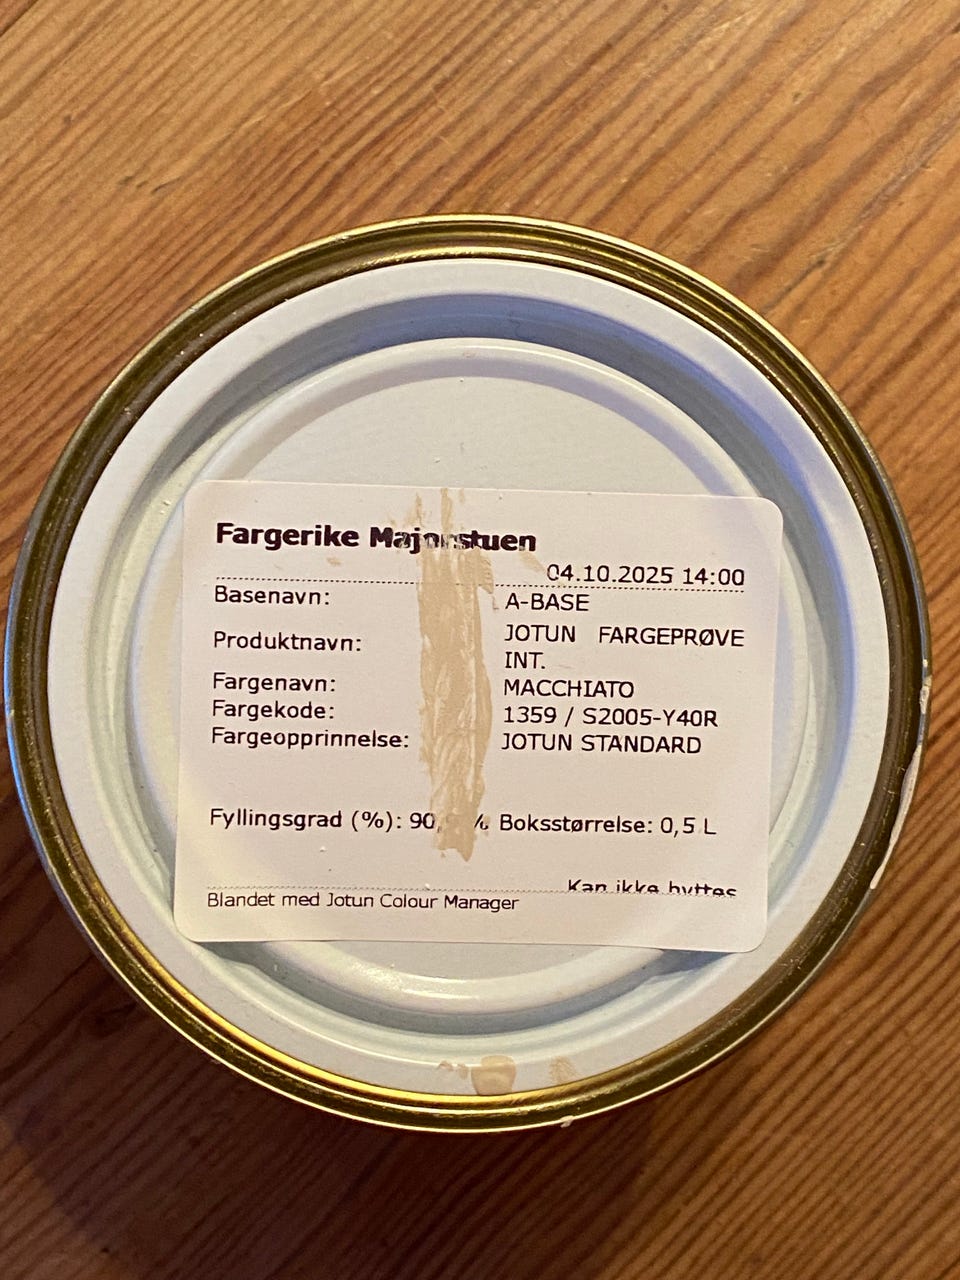 Fargerike Majorstuen
04.10.2025 14:00
Basenavn: A-BASE
Produktnavn: JOTUN FARGEPRØVE
INT.
Fargenavn: MACCHIATO
Fargekode: 1359 / S2005-Y40R
Fargeopprinnelse: JOTUN STANDARD
Fyllingsgrad (%): Boksstørrelse: 0,5 L
Kan ikke byttes
Blandet med Jotun Colour Manager